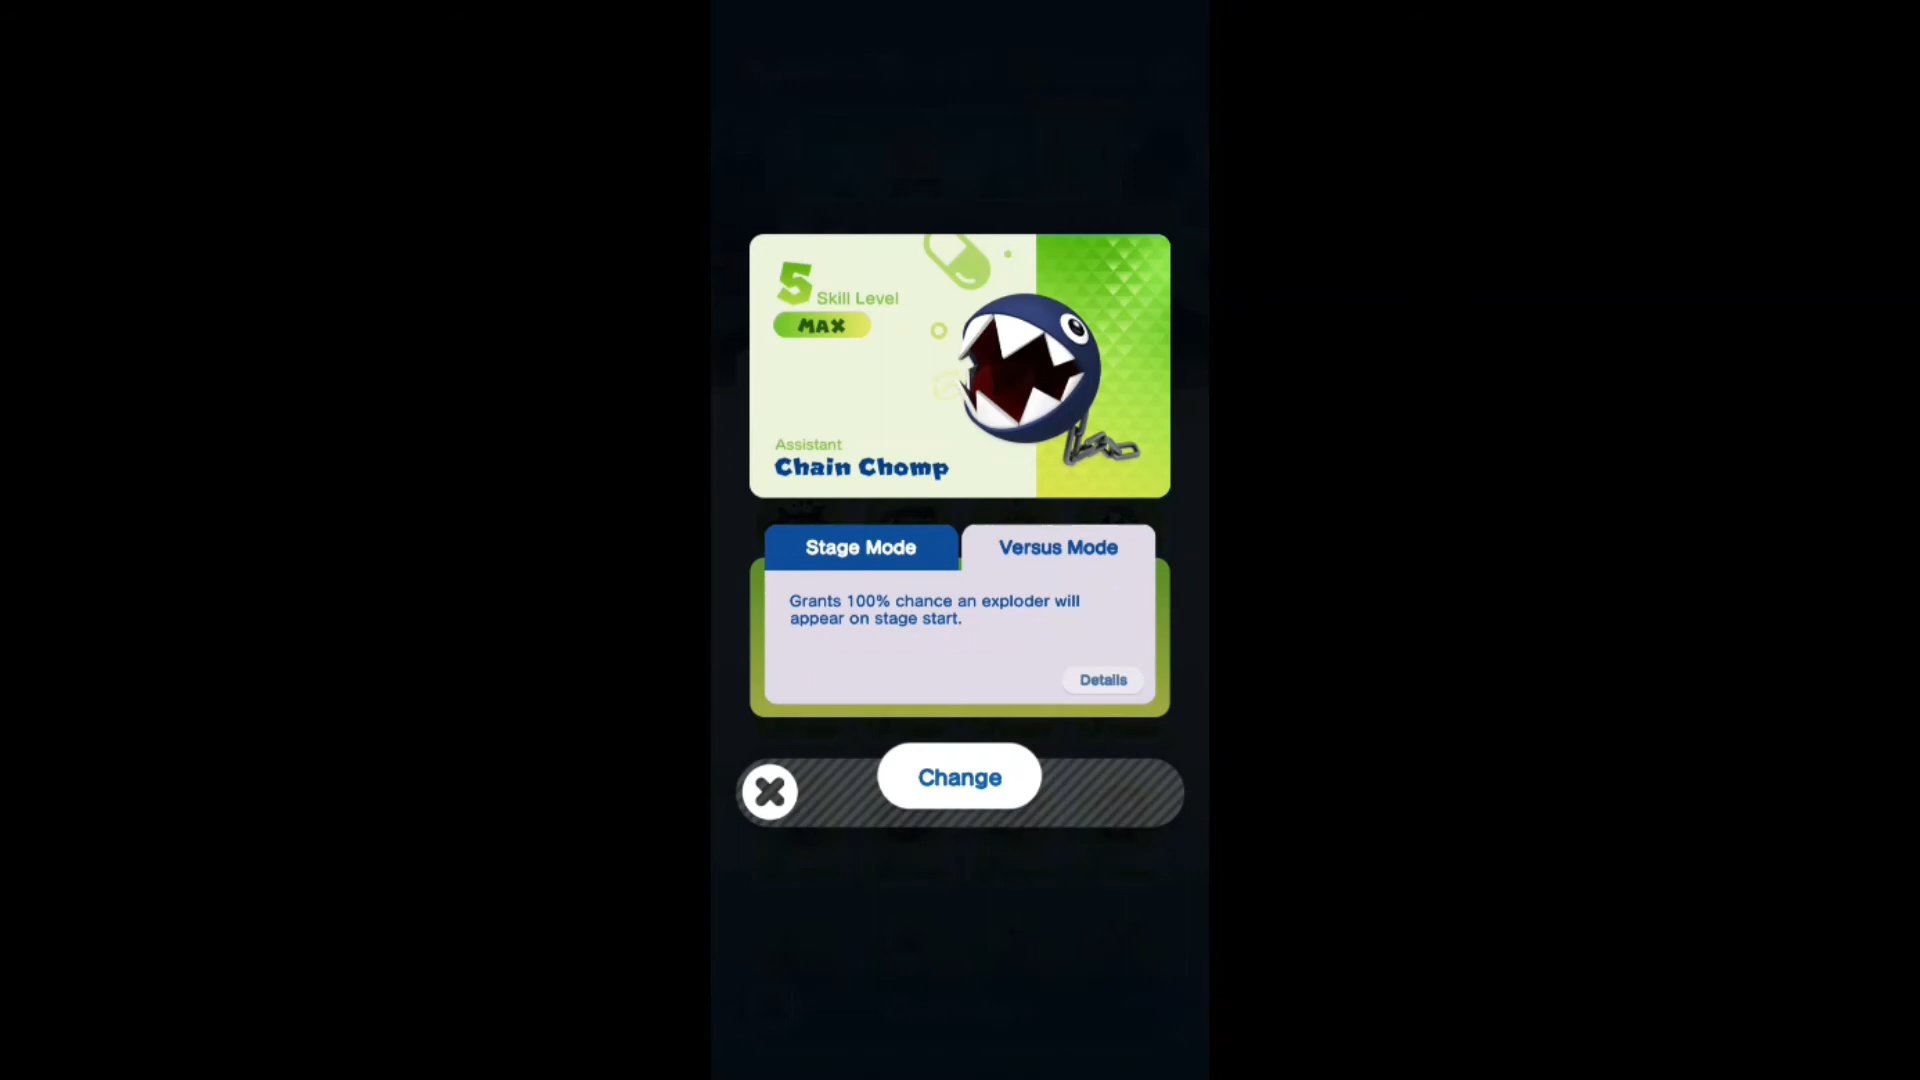 5 Skill Level
MAX
Assistant
Chain Chomp
Stage Mode
Versus Mode
Grants 100% chance an exploder will
appear on stage start.
Details
Change